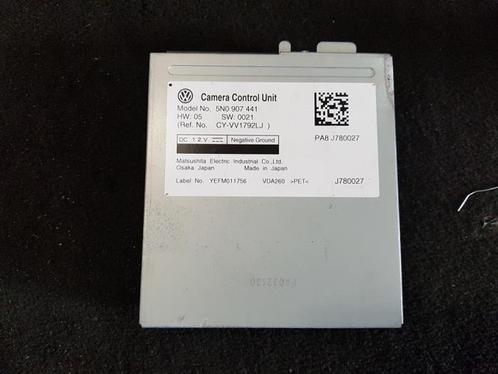 Camera Control Unit
Model No. 5N0 907 441
HW: 05 SW: 0021
(Ref. No. CY-VV1792LJ )
PA8 J780027
DC 12V Negative Ground
Matsushita Electric Industrial Co.,Ltd.
Osaka Japan Made in Japan
Label No. YEFM011756 VDA260 >PET< J780027